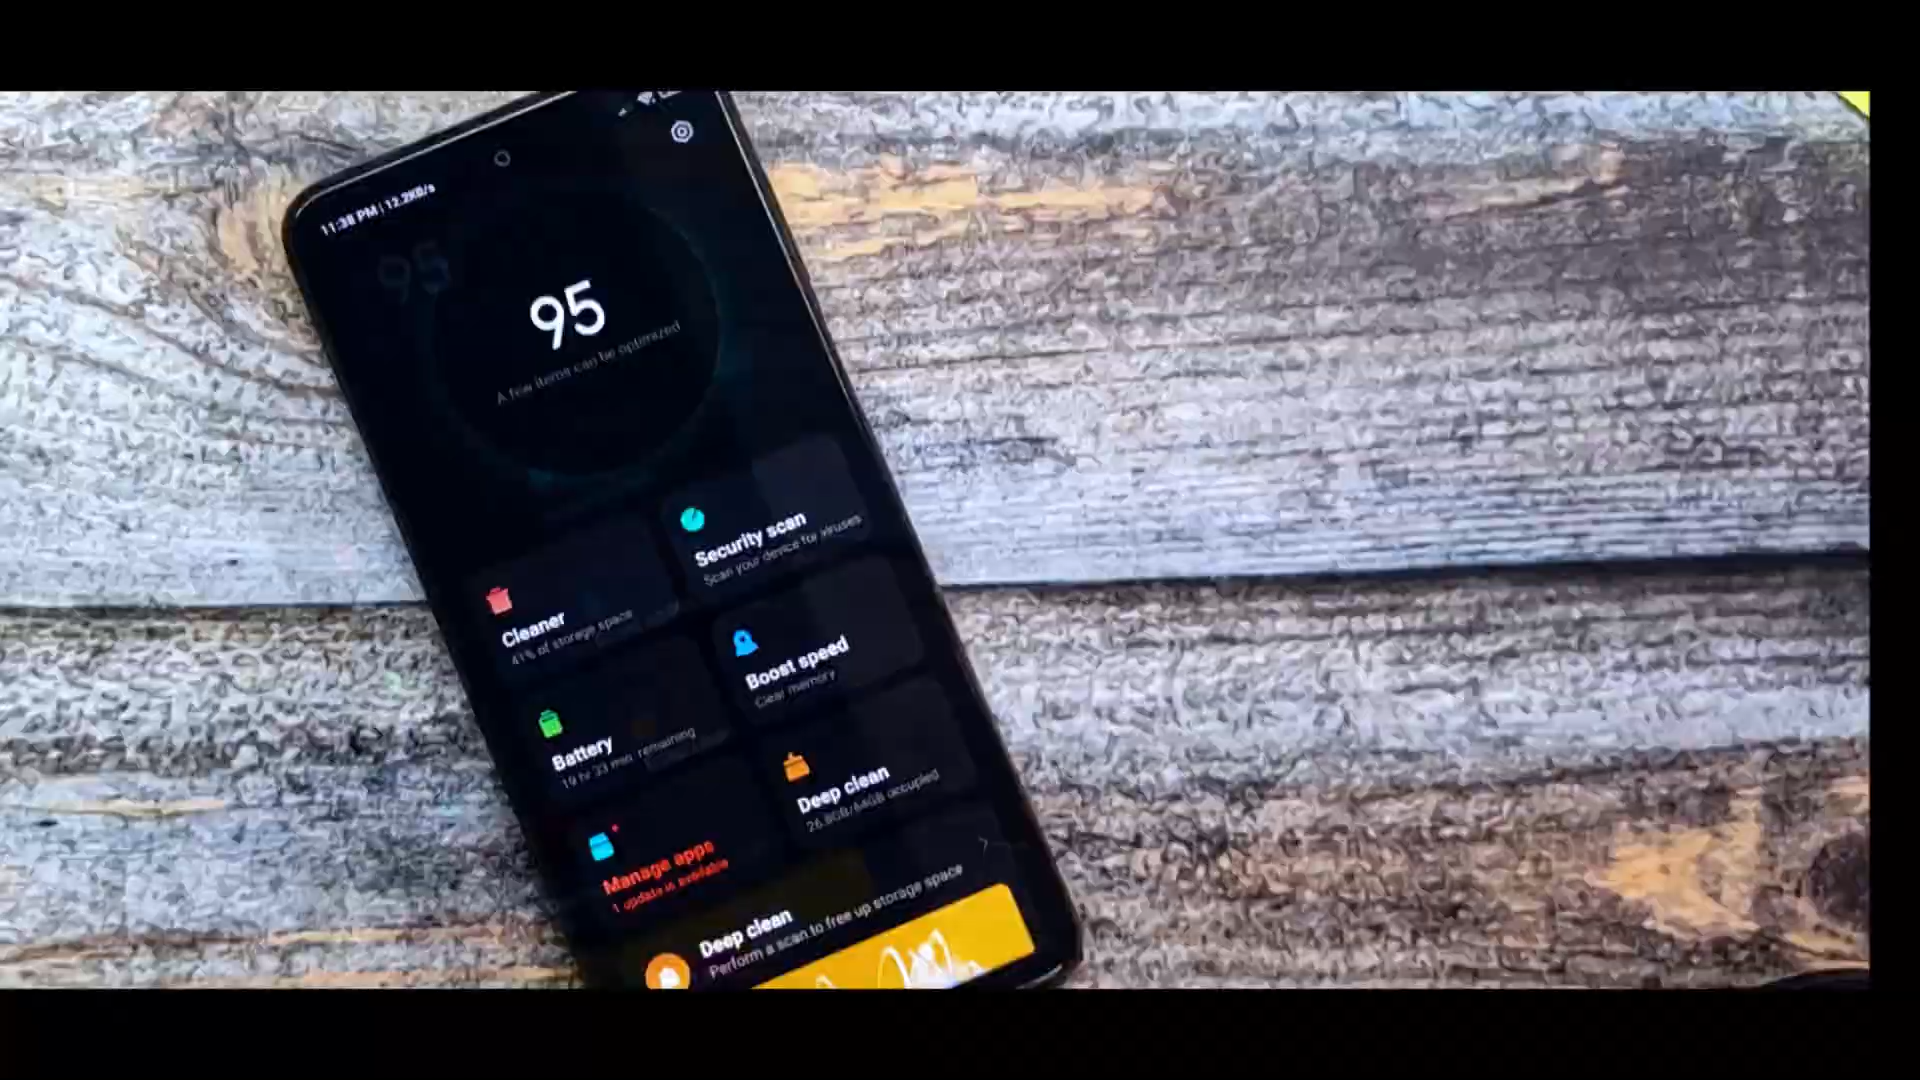 11:38 PM | 12.2KB/s
95
A few items can be optimized
Security scan
Scan your device for viruses
Cleaner
41% of storage space
Boost speed
Clear memory
Battery
19 hr 33 min remaining
Deep clean
26.8GB/64GB occupied
Manage apps
1 update is available
Deep clean
Perform a scan to free up storage space